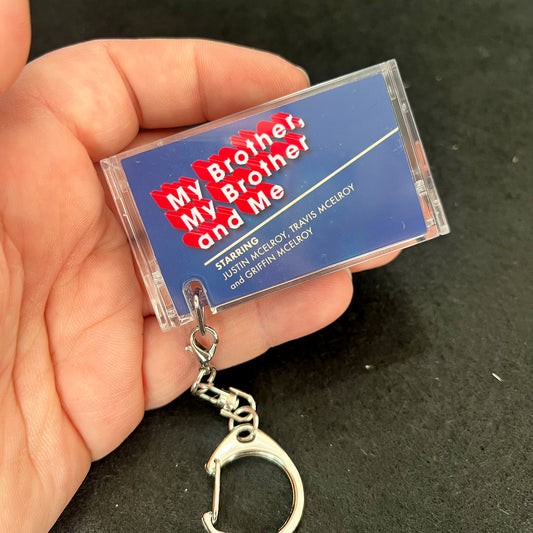 My Brother,
My Brother
and Me
STARRING
JUSTIN MCELROY, TRAVIS MCELROY
and GRIFFIN MCELROY